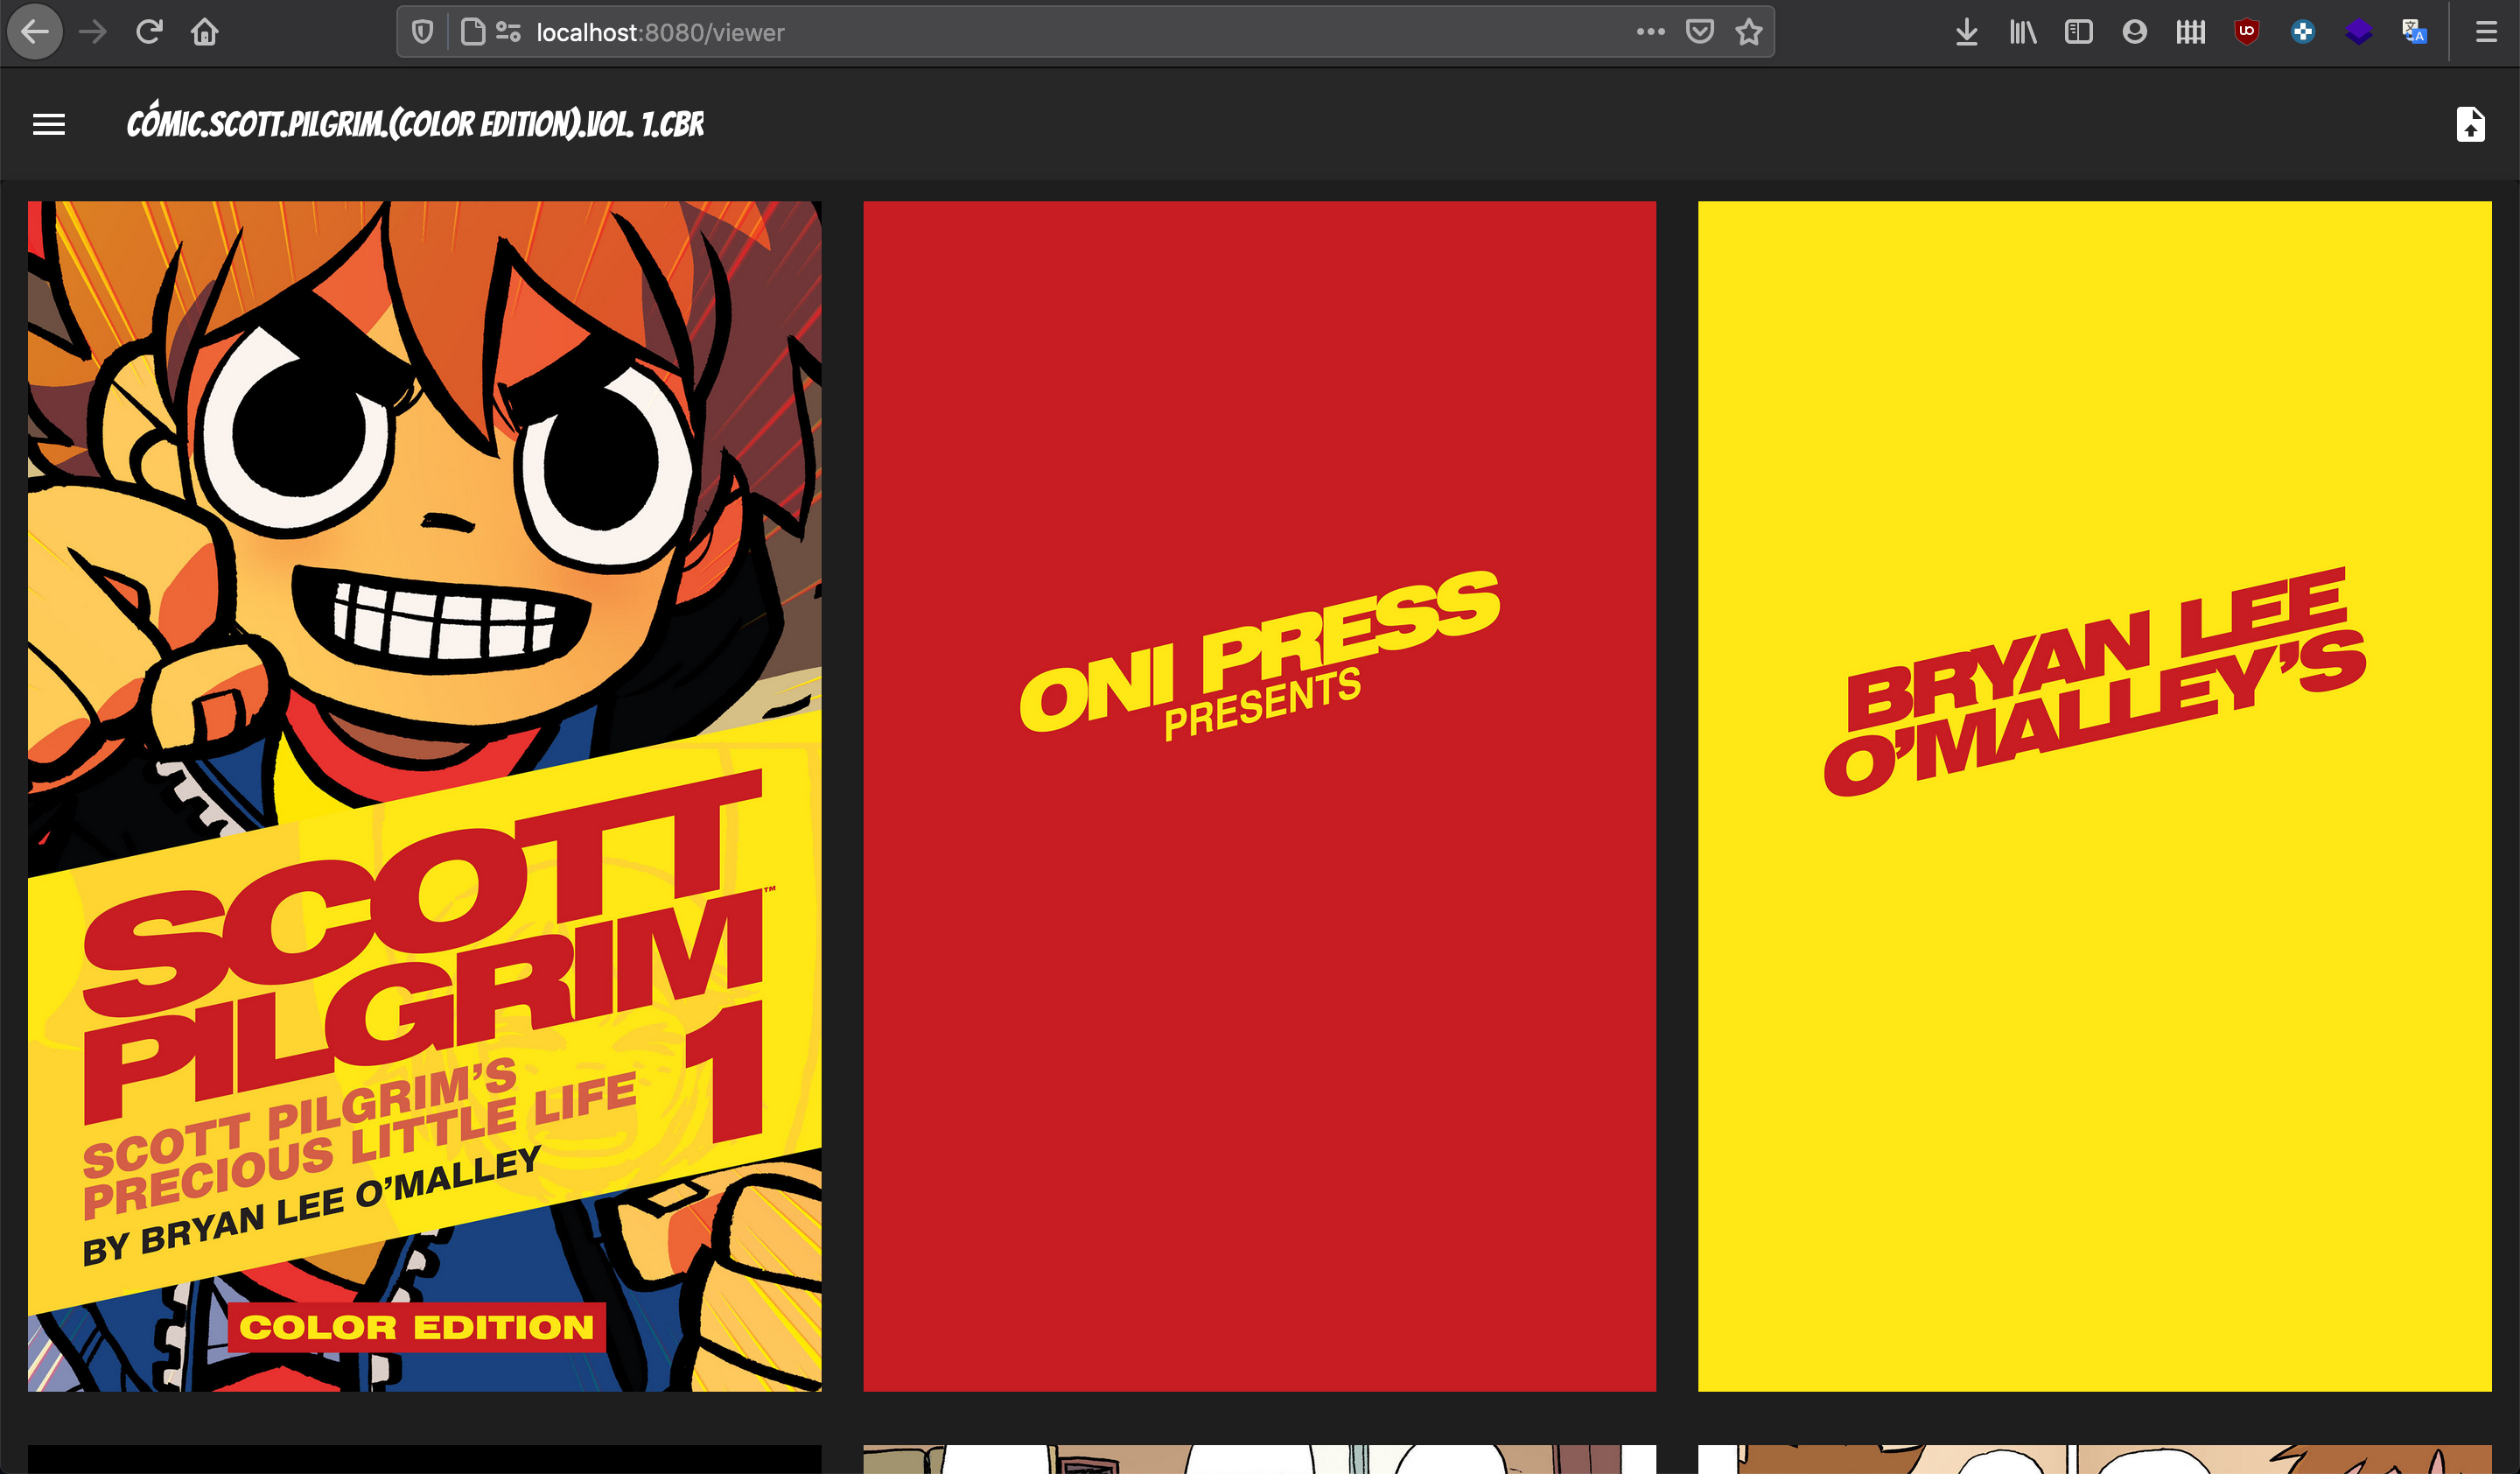 localhost:8080/viewer
CÓMIC.SCOTT.PILGRIM.(COLOR EDITION).VOL. 1.CBR
SCOTT
PILGRIM™
1
SCOTT PILGRIM’S
PRECIOUS LITTLE LIFE
BY BRYAN LEE O’MALLEY
COLOR EDITION
ONI PRESS
PRESENTS
BRYAN LEE
O’MALLEY’S